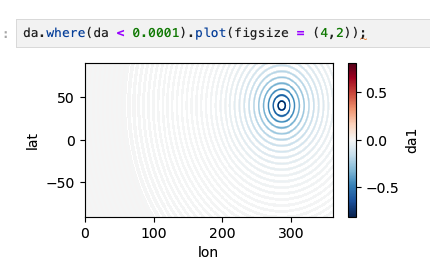 : da.where(da < 0.0001).plot(figsize = (4,2));
50
0
−50
lat
0
100
200
300
lon
0.5
0.0
−0.5
da1